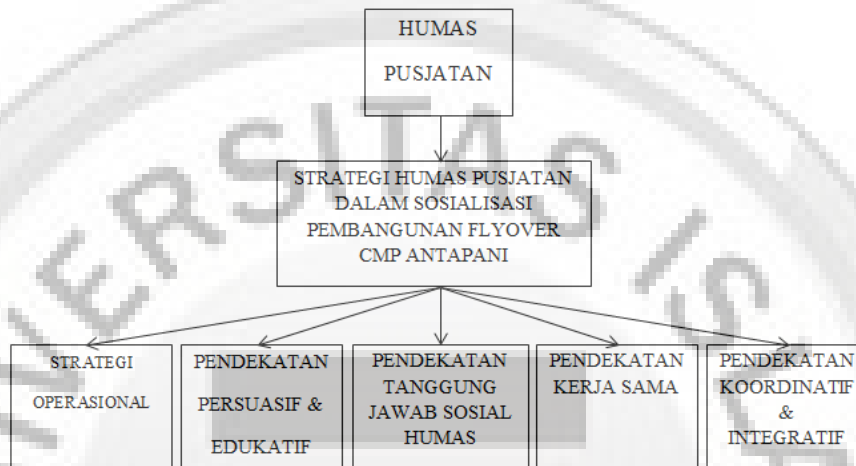 HUMAS
PUSJATAN
STRATEGI HUMAS PUSJATAN
DALAM SOSIALISASI
PEMBANGUNAN FLYOVER
CMP ANTAPANI
STRATEGI
OPERASIONAL
PENDEKATAN
PERSUASIF &
EDUKATIF
PENDEKATAN
TANGGUNG
JAWAB SOSIAL
HUMAS
PENDEKATAN
KERJA SAMA
PENDEKATAN
KOORDINATIF
&
INTEGRATIF